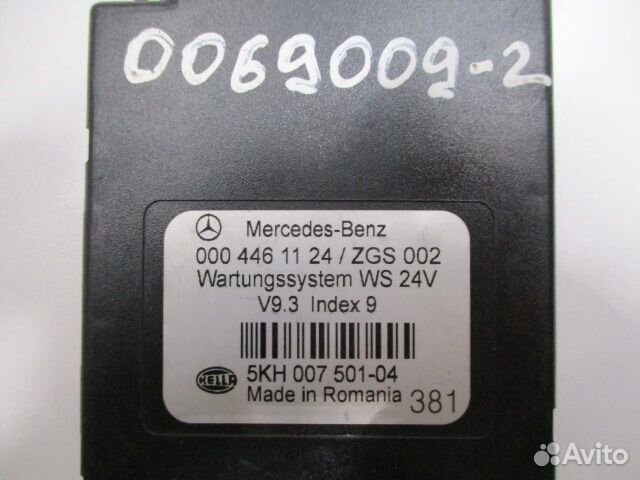 0069009-2
Mercedes-Benz
000 446 11 24 / ZGS 002
Wartungssystem WS 24V
V9.3 Index 9
HELLA
5KH 007 501-04
Made in Romania
381
Avito